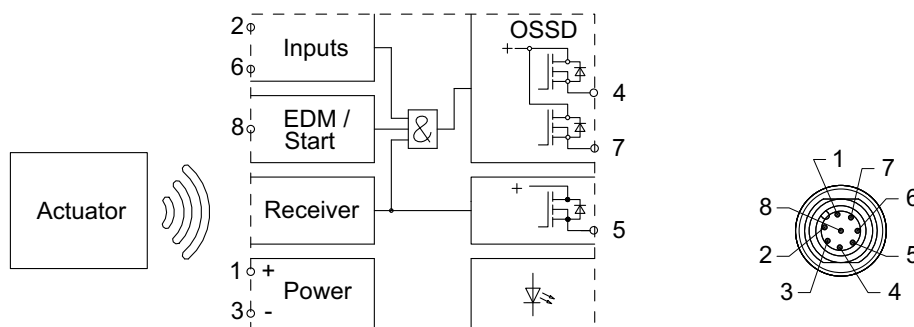 2
Inputs
6
8
EDM /
Start
&
OSSD
+
4
7
Actuator
Receiver
+
5
1 +
Power
3 -
1
7
6
8
2
5
3
4